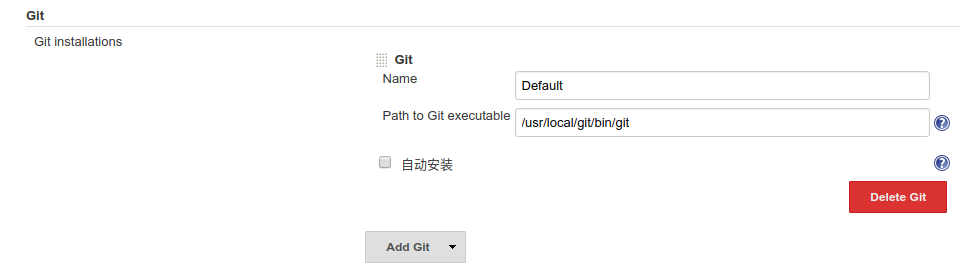 Git
Git installations
Git
Name
Default
Path to Git executable
/usr/local/git/bin/git
?
自动安装
?
Delete Git
Add Git